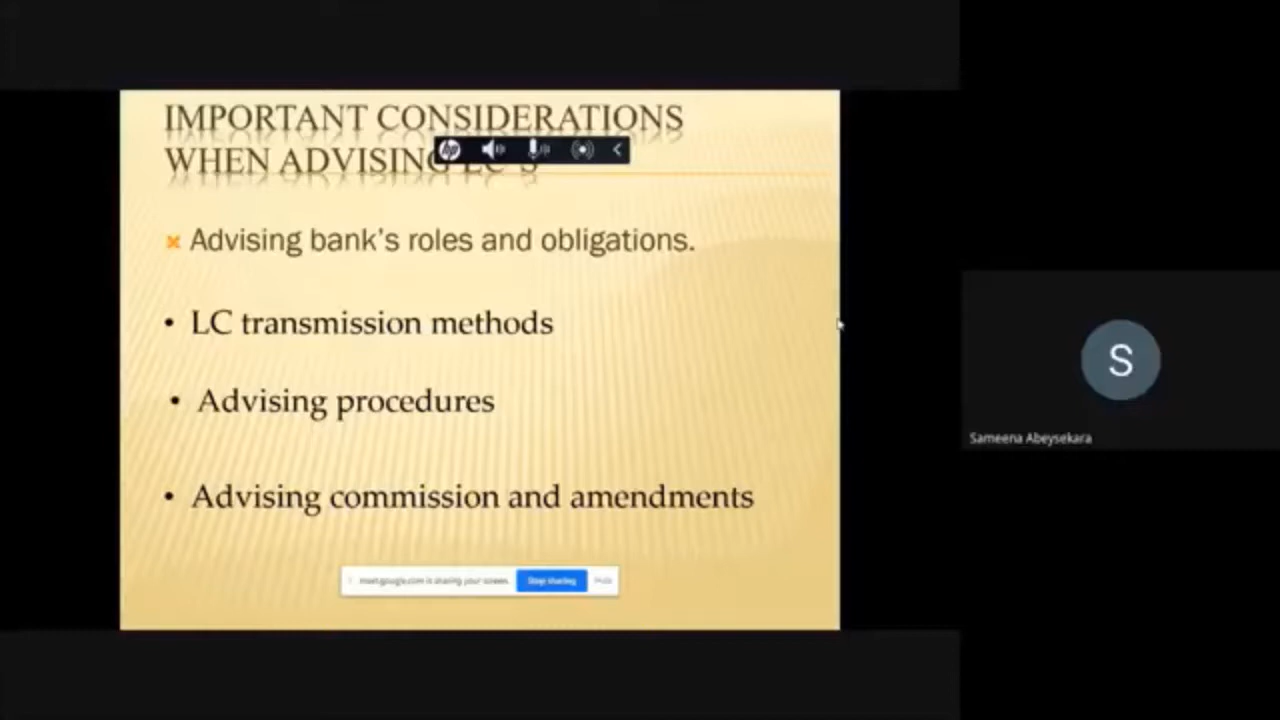 IMPORTANT CONSIDERATIONS
WHEN ADVISING LC'S
hp
Advising bank's roles and obligations.
• LC transmission methods
• Advising procedures
• Advising commission and amendments
meet.google.com is sharing your screen.
Stop sharing
Hide
S
Sameena Abeysekara